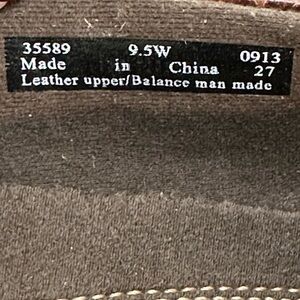 35589 9.5W 0913
Made in China 27
Leather upper/Balance man made